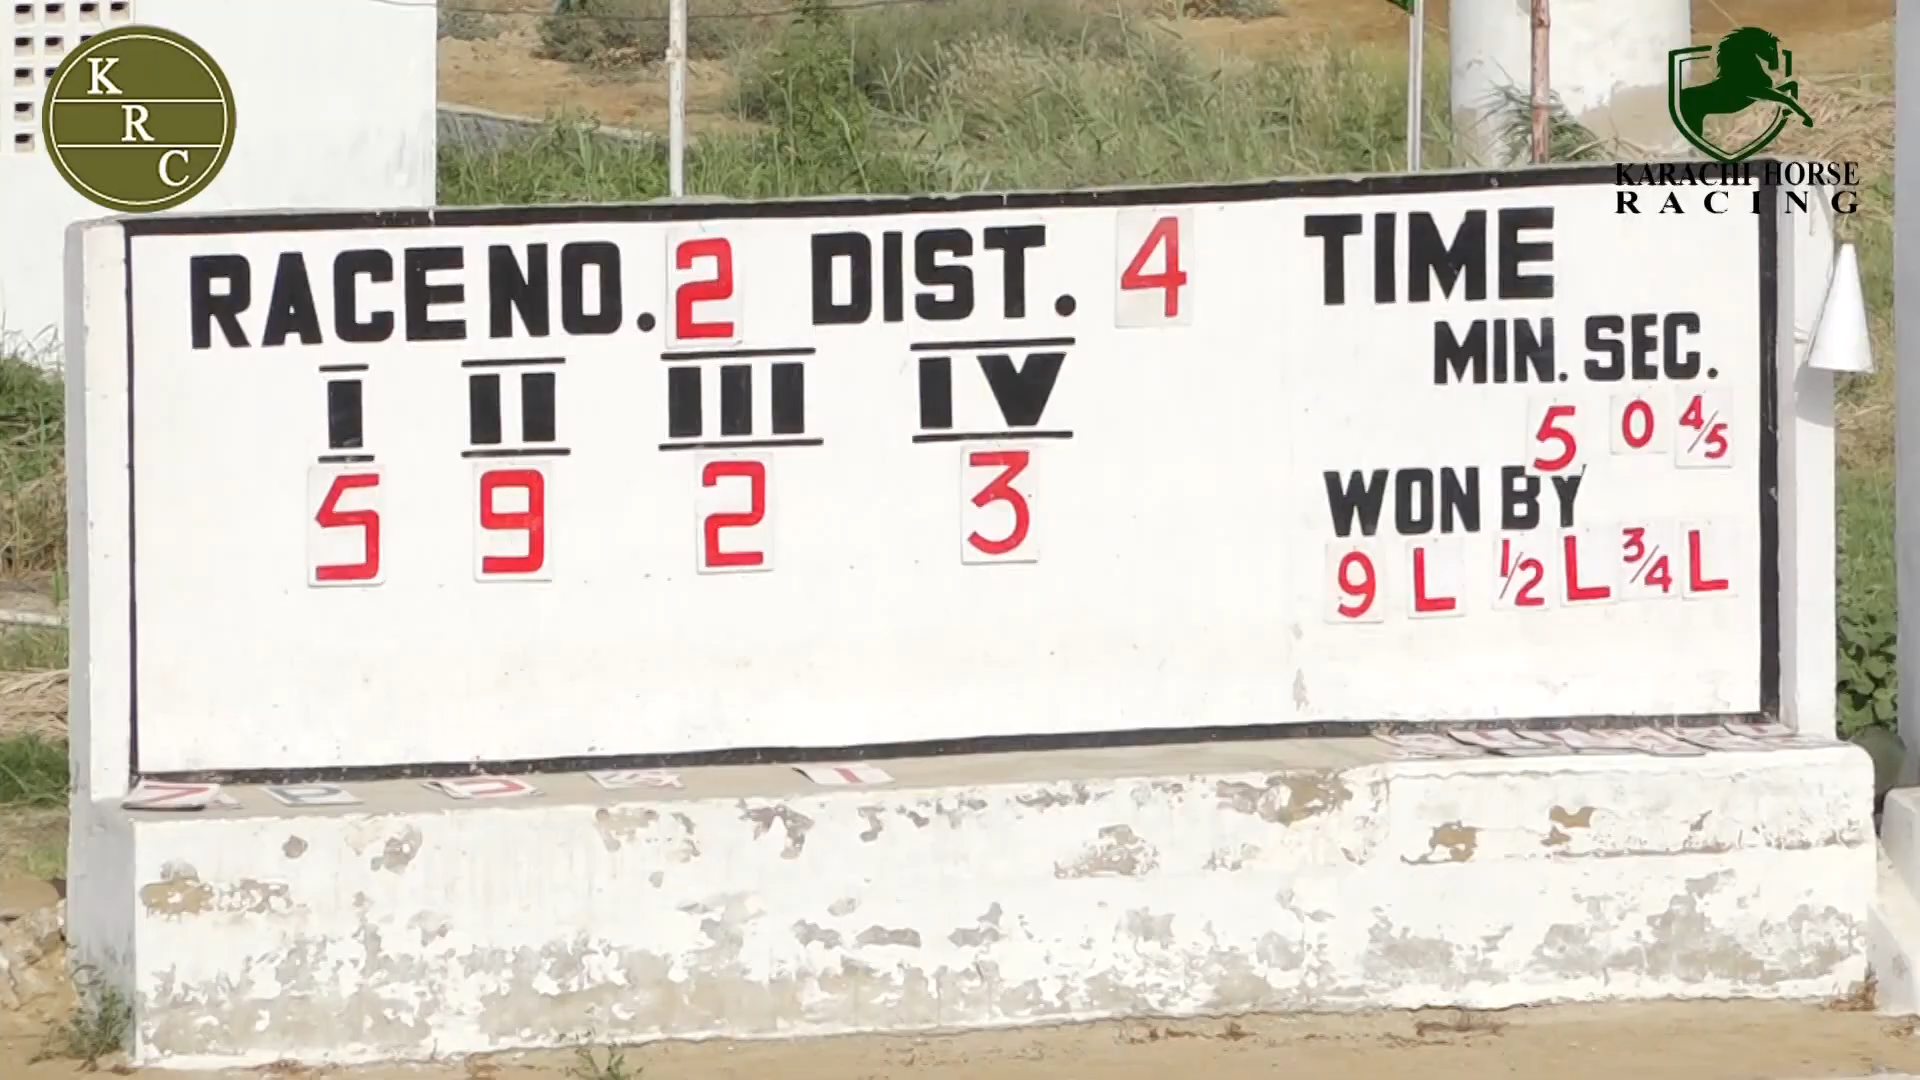 K
R
C
KARACHI HORSE
RACING
RACE NO. 2 DIST. 4 TIME
MIN. SEC.
I II III IV
5 0 4/5
5 9 2 3
WON BY
9 L 1/2 L 3/4 L